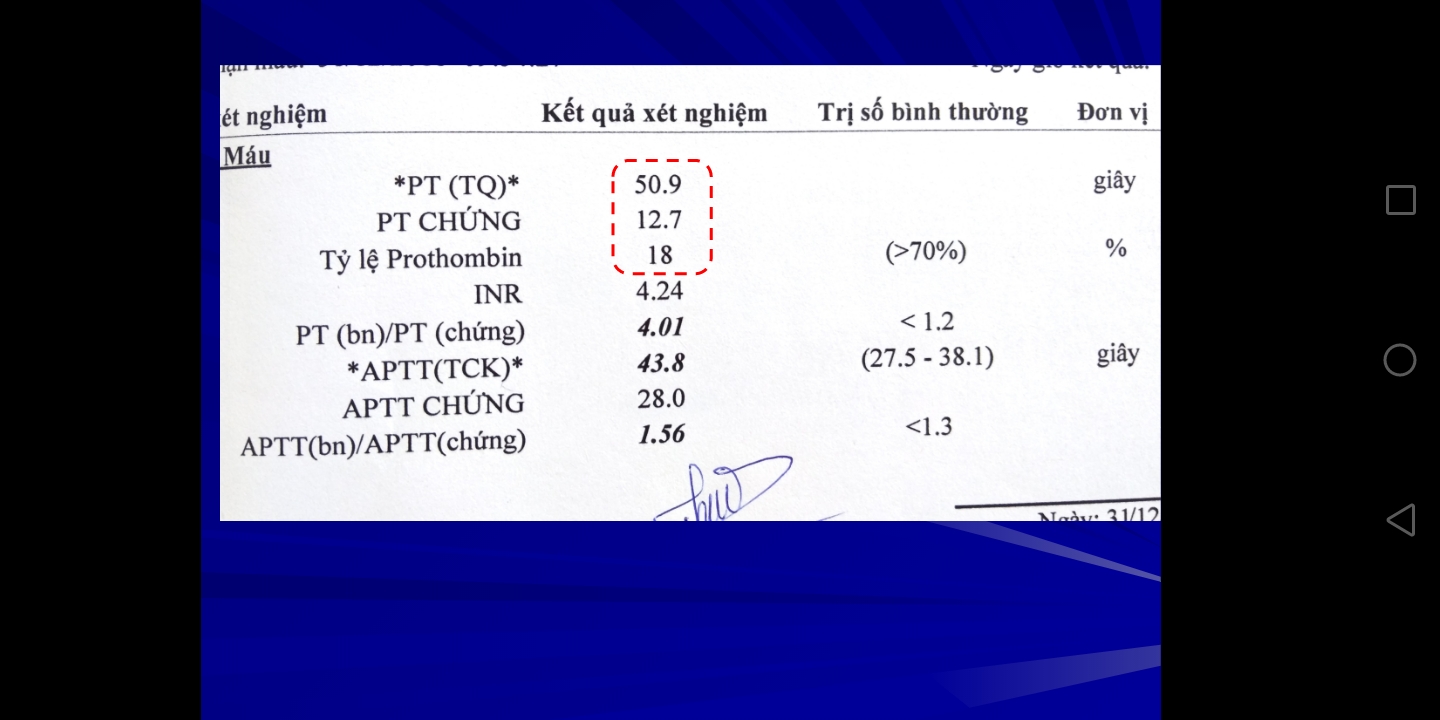 ét nghiệm Kết quả xét nghiệm Trị số bình thường Đơn vị
Máu
*PT (TQ)* 50.9 giây
PT CHỨNG 12.7
Tỷ lệ Prothombin 18 (>70%) %
INR 4.24
PT (bn)/PT (chứng) 4.01 < 1.2
*APTT(TCK)* 43.8 (27.5 - 38.1) giây
APTT CHỨNG 28.0
APTT(bn)/APTT(chứng) 1.56 <1.3
Ngày: 31/12